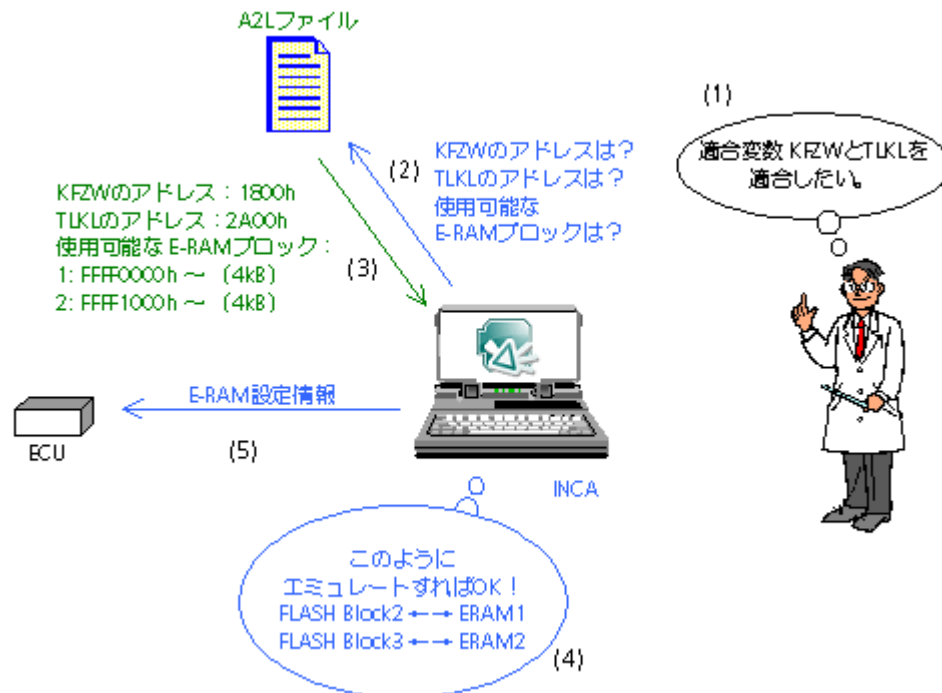 A2Lファイル
(1)
適合変数 KFZWとTLKLを
適合したい。
(2)
KFZWのアドレスは?
TLKLのアドレスは?
使用可能な
E-RAMブロックは?
KFZWのアドレス：1800h
TLKLのアドレス：2A00h
使用可能な E-RAMブロック：
1: FFFF0000h ～ (4kB)
2: FFFF1000h ～ (4kB)
(3)
E-RAM設定情報
(5)
ECU
INCA
このように
エミュレートすればOK！
FLASH Block2 ←→ ERAM1
FLASH Block3 ←→ ERAM2
(4)